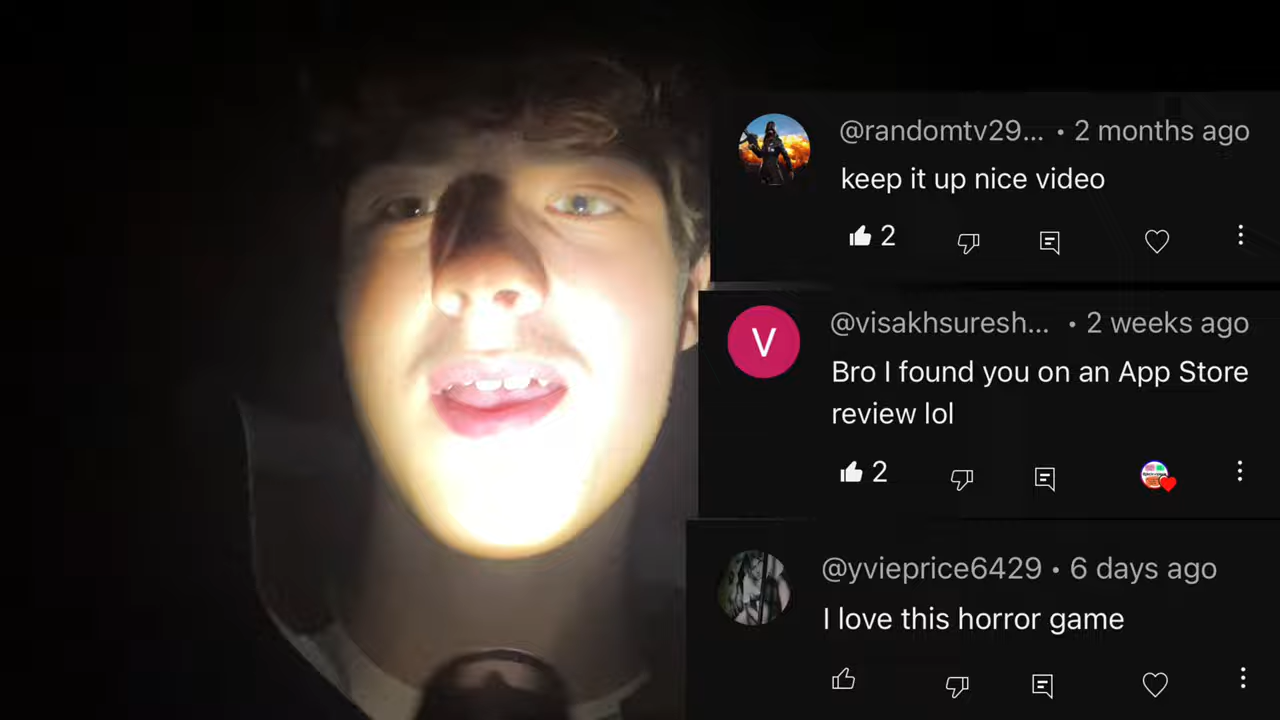 @randomtv29... • 2 months ago
keep it up nice video
2
@visakhsuresh... • 2 weeks ago
V
Bro I found you on an App Store
review lol
2
@yvieprice6429 • 6 days ago
I love this horror game